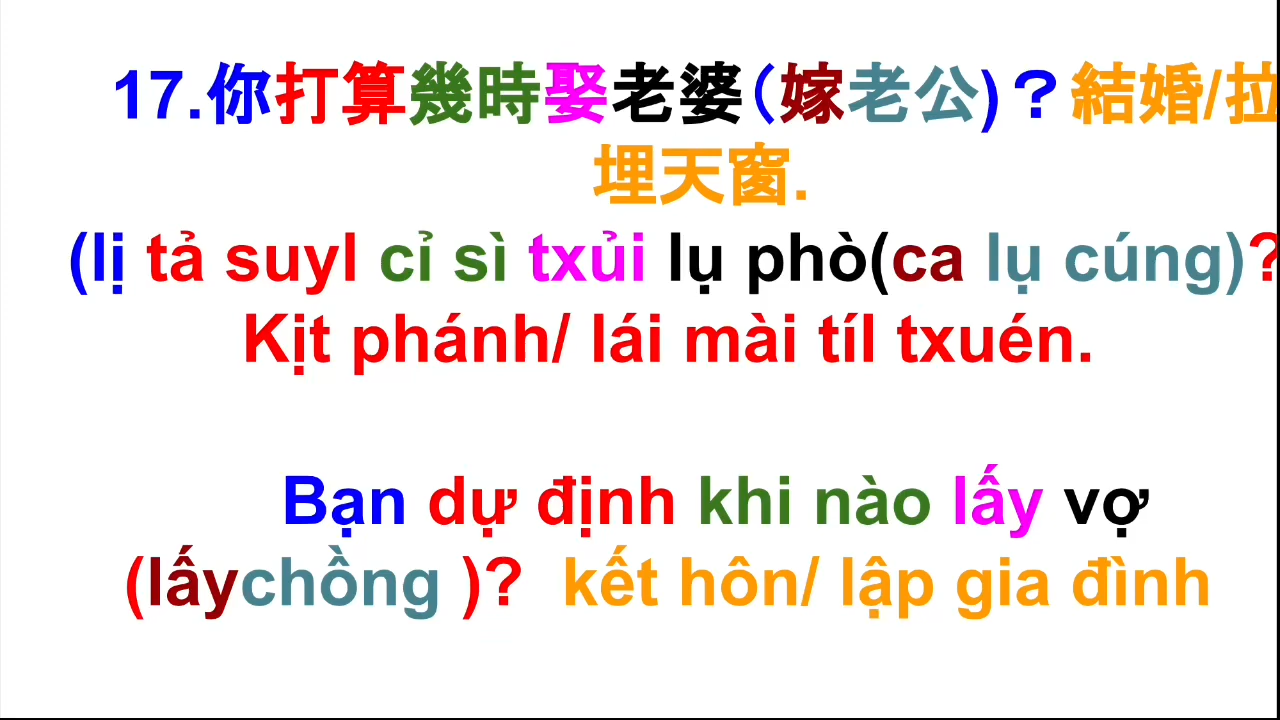 17.你打算幾時娶老婆(嫁老公)？結婚/拉
埋天窗.
(lị tả suyl cỉ sì txủi lụ phò(ca lụ cúng)?
Kịt phánh/ lái mài tíl txuén.
Bạn dự định khi nào lấy vợ
(lấychồng )? kết hôn/ lập gia đình